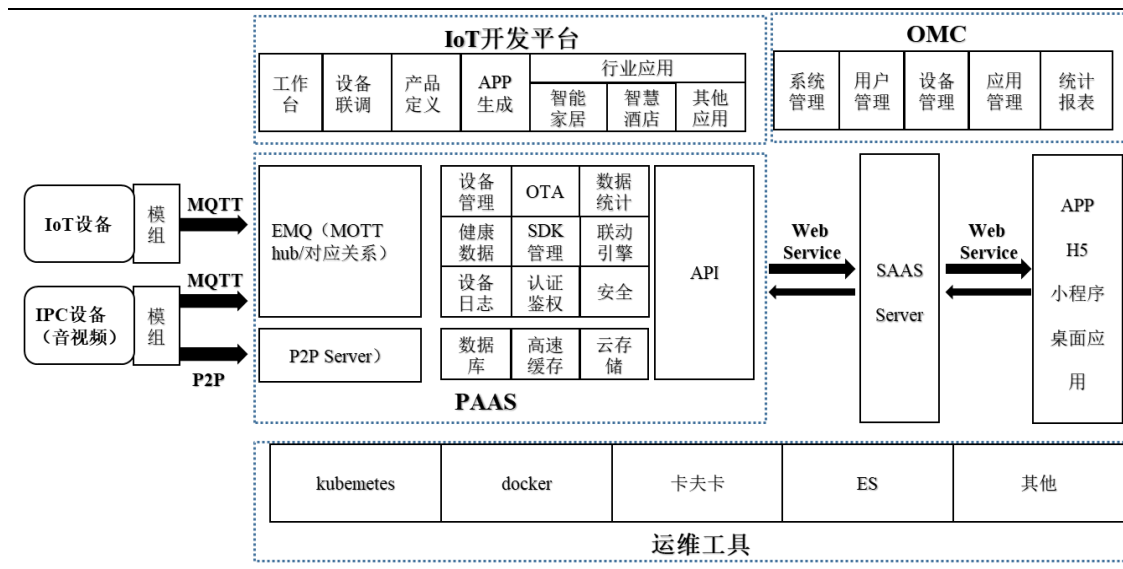 IoT开发平台
工作
台
设备
联调
产品
定义
APP
生成
行业应用
智能
家居
智慧
酒店
其他
应用
OMC
系统
管理
用户
管理
设备
管理
应用
管理
统计
报表
IoT设备
模
组
MQTT
IPC设备
（音视频）
模
组
MQTT
P2P
EMQ（MOTT
hub/对应关系）
P2P Server）
设备
管理
OTA
数据
统计
健康
数据
SDK
管理
联动
引擎
设备
日志
认证
鉴权
安全
数据
库
高速
缓存
云存
储
API
PAAS
Web
Service
SAAS
Server
Web
Service
APP
H5
小程序
桌面应
用
kubemetes
docker
卡夫卡
ES
其他
运维工具